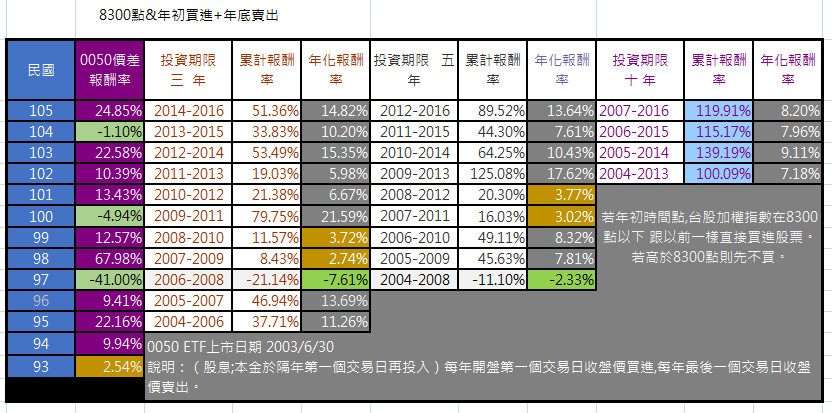 8300點&年初買進+年底賣出
民國 0050價差報酬率 投資期限 三 年 累計報酬率 年化報酬率 投資期限 五年 累計報酬率 年化報酬率 投資期限十年 累計報酬率 年化報酬率
105 24.85% 2014-2016 51.36% 14.82% 2012-2016 89.52% 13.64% 2007-2016 119.91% 8.20%
104 -1.10% 2013-2015 33.83% 10.20% 2011-2015 44.30% 7.61% 2006-2015 115.17% 7.96%
103 22.58% 2012-2014 53.49% 15.35% 2010-2014 64.25% 10.43% 2005-2014 139.19% 9.11%
102 10.39% 2011-2013 19.03% 5.98% 2009-2013 125.08% 17.62% 2004-2013 100.09% 7.18%
101 13.43% 2010-2012 21.38% 6.67% 2008-2012 20.30% 3.77%
100 -4.94% 2009-2011 79.75% 21.59% 2007-2011 16.03% 3.02%
99 12.57% 2008-2010 11.57% 3.72% 2006-2010 49.11% 8.32%
98 67.98% 2007-2009 8.43% 2.74% 2005-2009 45.63% 7.81%
97 -41.00% 2006-2008 -21.14% -7.61% 2004-2008 -11.10% -2.33%
96 9.41% 2005-2007 46.94% 13.69%
95 22.16% 2004-2006 37.71% 11.26%
94 9.94%
93 2.54%
若年初時間點,台股加權指數在8300
點以下 跟以前一樣直接買進股票。
若高於8300點則先不買。
0050 ETF上市日期 2003/6/30
說明：（股息;本金於隔年第一個交易日再投入）每年開盤第一個交易日收盤價買進,每年最後一個交易日收盤
價賣出。